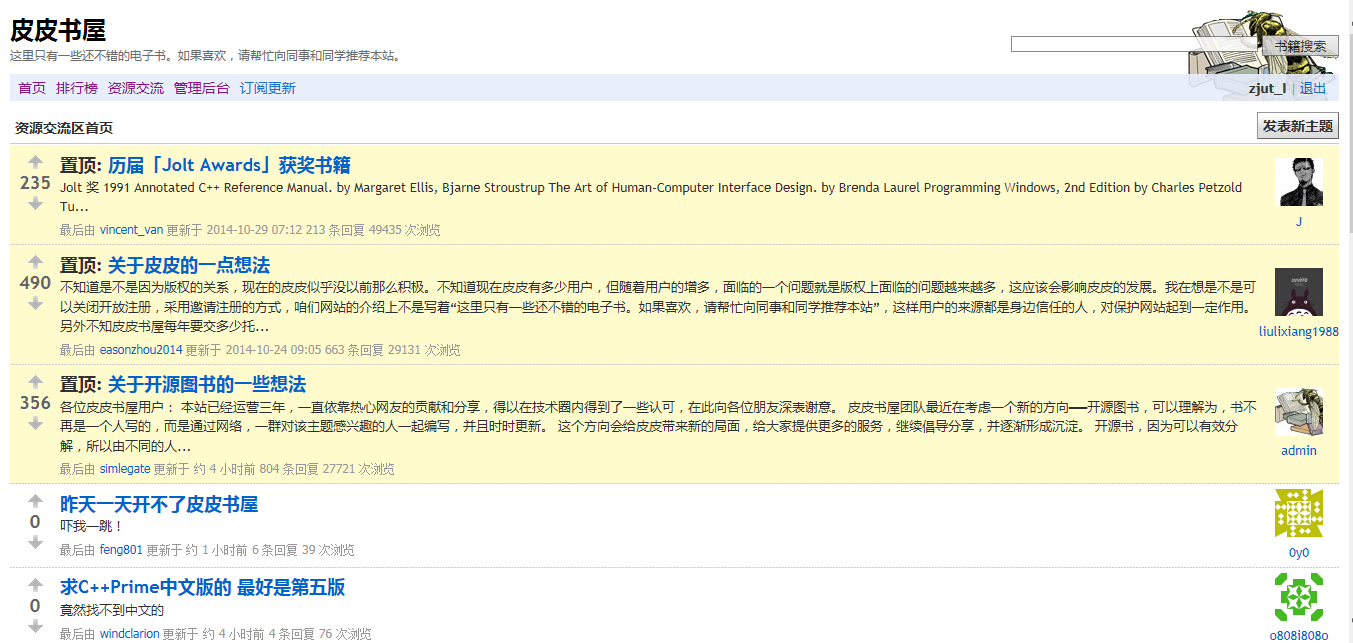 皮皮书屋
这里只有一些还不错的电子书。如果喜欢，请帮忙向同事和同学推荐本站。
书籍搜索
首页 排行榜 资源交流 管理后台 订阅更新
zjut_l | 退出
资源交流区首页
发表新主题
置顶: 历届「Jolt Awards」获奖书籍
235
Jolt 奖 1991 Annotated C++ Reference Manual. by Margaret Ellis, Bjarne Stroustrup The Art of Human-Computer Interface Design. by Brenda Laurel Programming Windows, 2nd Edition by Charles Petzold
Tu...
最后由 vincent_van 更新于 2014-10-29 07:12 213 条回复 49435 次浏览
J
置顶: 关于皮皮的一点想法
490
不知道是不是因为版权的关系，现在的皮皮似乎没以前那么积极。不知道现在皮皮有多少用户，但随着用户的增多，面临的一个问题就是版权上面临的问题越来越多，这应该会影响皮皮的发展。我在想是不是可
以关闭开放注册，采用邀请注册的方式，咱们网站的介绍上不是写着“这里只有一些还不错的电子书。如果喜欢，请帮忙向同事和同学推荐本站”，这样用户的来源都是身边信任的人，对保护网站起到一定作用。
另外不知皮皮书屋每年要交多少托...
最后由 easonzhou2014 更新于 2014-10-24 09:05 663 条回复 29131 次浏览
liulixiang1988
置顶: 关于开源图书的一些想法
356
各位皮皮书屋用户： 本站已经运营三年，一直依靠热心网友的贡献和分享，得以在技术圈内得到了一些认可，在此向各位朋友深表谢意。 皮皮书屋团队最近在考虑一个新的方向——开源图书，可以理解为，书不
再是一个人写的，而是通过网络，一群对该主题感兴趣的人一起编写，并且时时更新。 这个方向会给皮皮带来新的局面，给大家提供更多的服务，继续倡导分享，并逐渐形成沉淀。 开源书，因为可以有效分
解，所以由不同的人...
最后由 simlegate 更新于 约 4 小时前 804 条回复 27721 次浏览
admin
昨天一天开不了皮皮书屋
0
吓我一跳！
最后由 feng801 更新于 约 1 小时前 6 条回复 39 次浏览
0y0
求C++Prime中文版的 最好是第五版
0
竟然找不到中文的
最后由 windclarion 更新于 约 4 小时前 4 条回复 76 次浏览
o808i808o